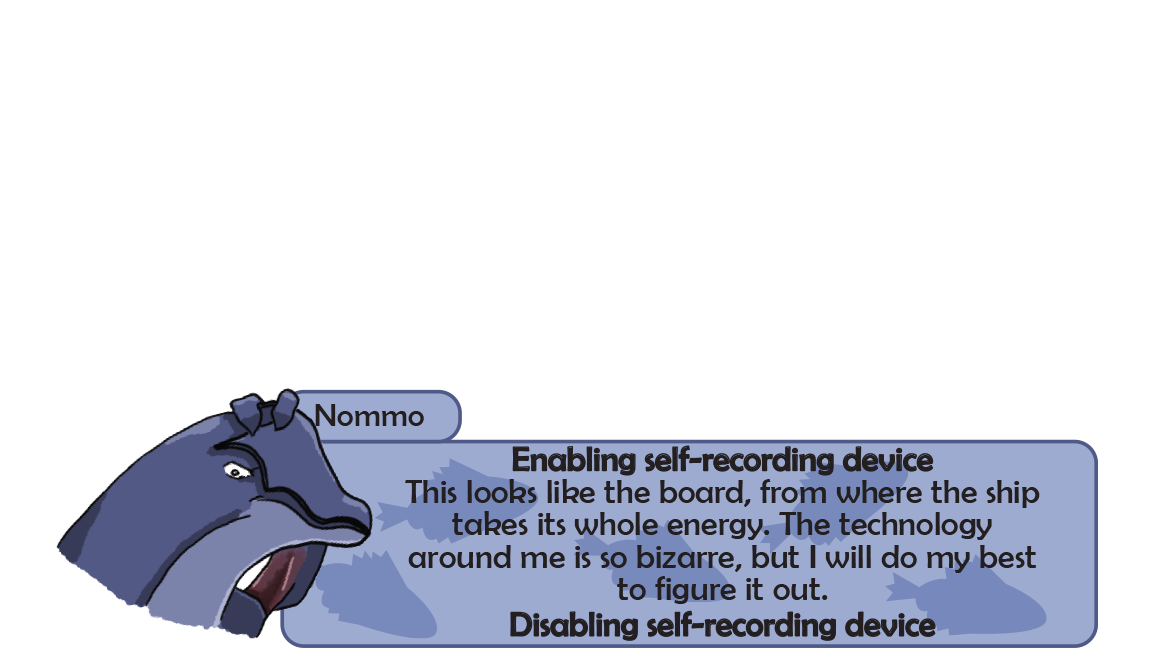 Nommo
Enabling self-recording device
This looks like the board, from where the ship
takes its whole energy. The technology
around me is so bizarre, but I will do my best
to figure it out.
Disabling self-recording device